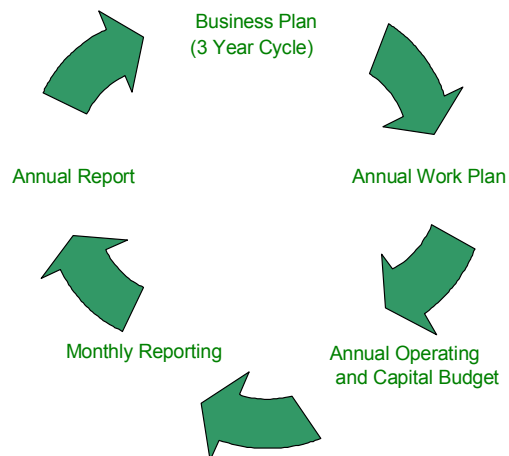 Business Plan
(3 Year Cycle)
Annual Work Plan
Annual Operating
and Capital Budget
Monthly Reporting
Annual Report